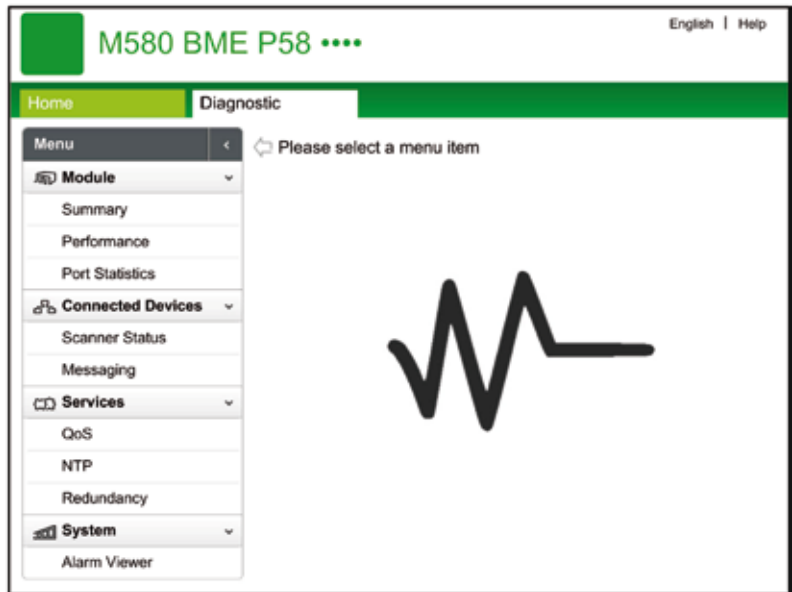 M580 BME P58 ••••
English | Help
Home
Diagnostic
Menu
Please select a menu item
Module
Summary
Performance
Port Statistics
Connected Devices
Scanner Status
Messaging
Services
QoS
NTP
Redundancy
System
Alarm Viewer